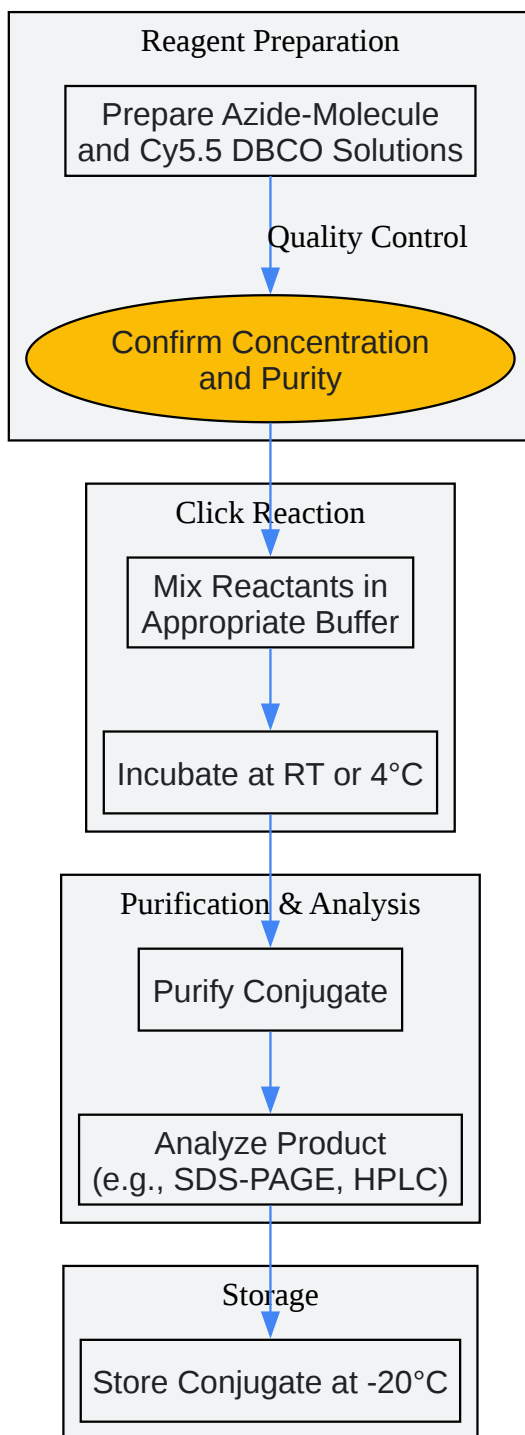 Reagent Preparation
Prepare Azide-Molecule
and Cy5.5 DBCO Solutions
Quality Control
Confirm Concentration
and Purity
Click Reaction
Mix Reactants in
Appropriate Buffer
Incubate at RT or 4°C
Purification & Analysis
Purify Conjugate
Analyze Product
(e.g., SDS-PAGE, HPLC)
Storage
Store Conjugate at -20°C